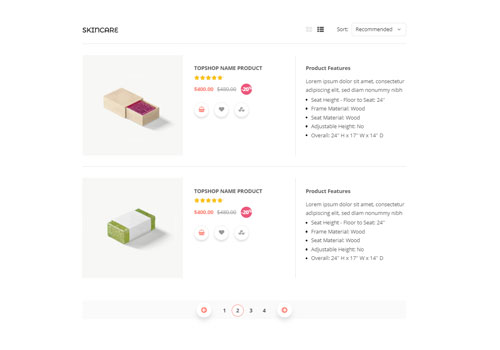 SKINCARE
Sort: Recommended
TOPSHOP NAME PRODUCT
$400.00 $480.00 -20%
Product Features
Lorem ipsum dolor sit amet, consectetur
adipiscing elit, sed diam nonummy nibh
Seat Height - Floor to Seat: 24''
Frame Material: Wood
Seat Material: Wood
Adjustable Height: No
Overall: 24'' H x 17'' W x 14'' D
TOPSHOP NAME PRODUCT
$400.00 $480.00 -20%
Product Features
Lorem ipsum dolor sit amet, consectetur
adipiscing elit, sed diam nonummy nibh
Seat Height - Floor to Seat: 24''
Frame Material: Wood
Seat Material: Wood
Adjustable Height: No
Overall: 24'' H x 17'' W x 14'' D
1 2 3 4